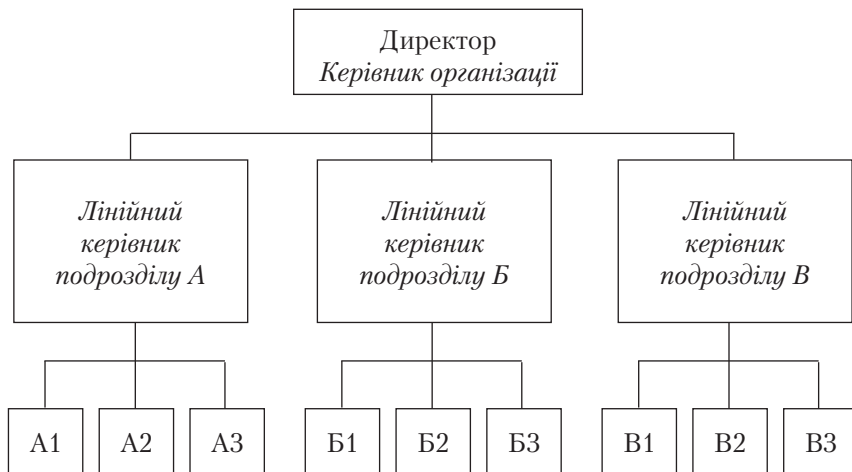 Директор
Керівник організації
Лінійний
керівник
подрозділу А
Лінійний
керівник
подрозділу Б
Лінійний
керівник
подрозділу В
А1
А2
А3
Б1
Б2
Б3
В1
В2
В3